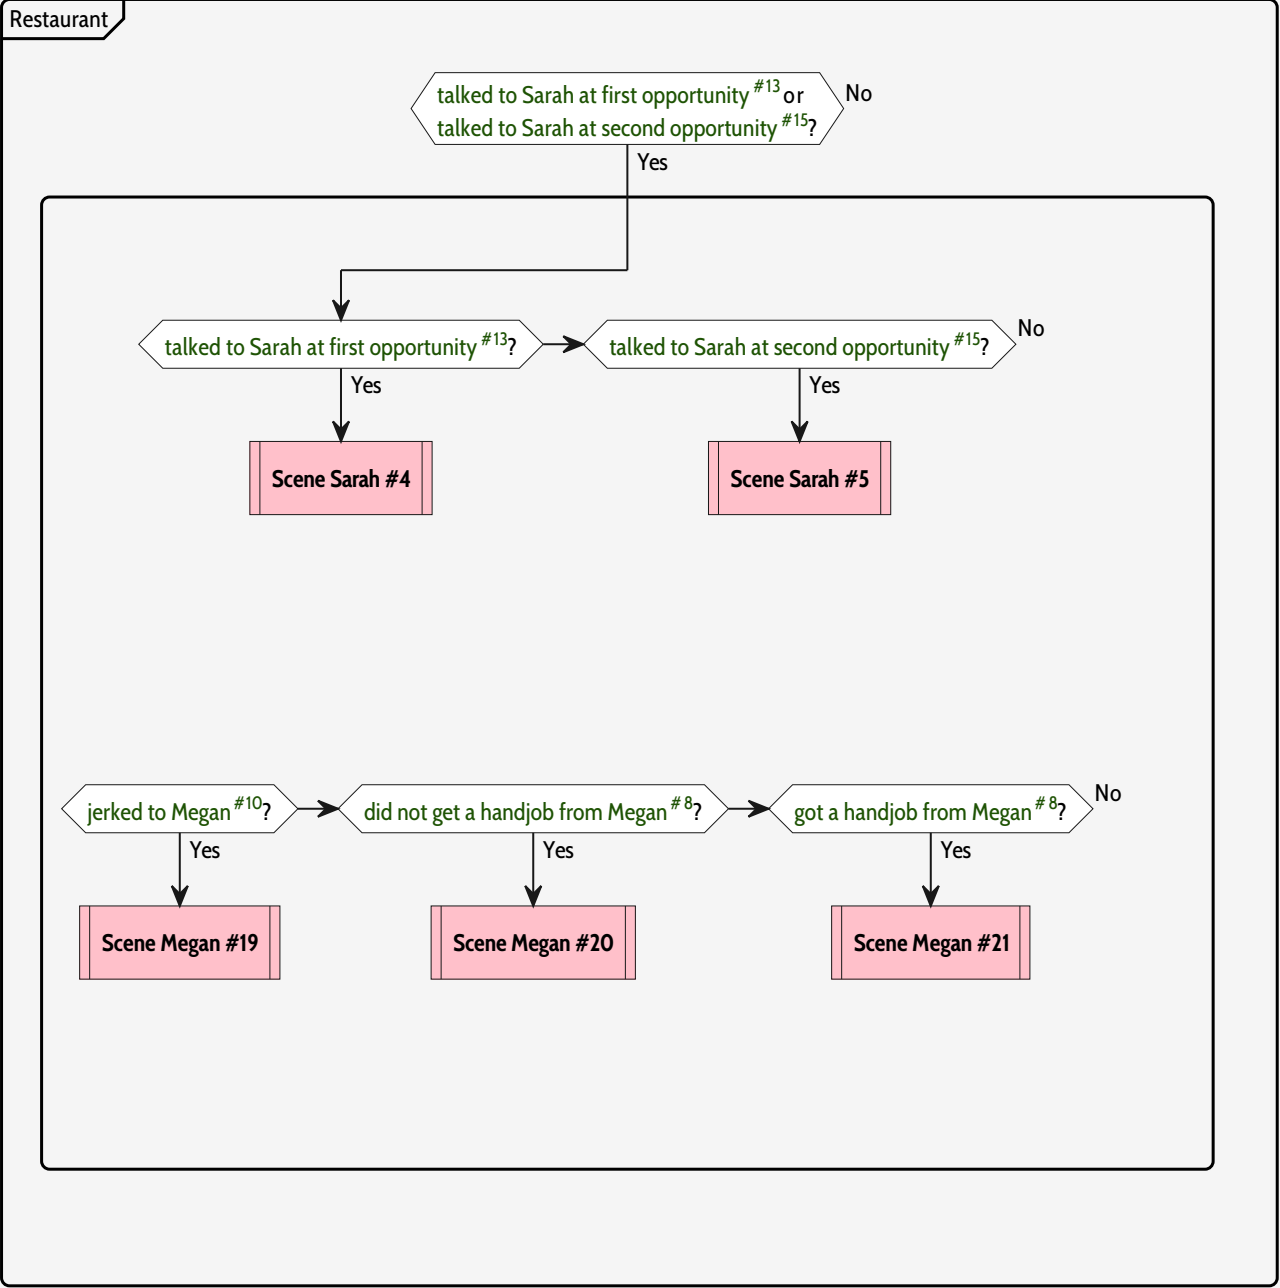 Restaurant
talked to Sarah at first opportunity #13 or
talked to Sarah at second opportunity #15?
No
Yes
talked to Sarah at first opportunity #13?
talked to Sarah at second opportunity #15?
No
Yes
Yes
Scene Sarah #4
Scene Sarah #5
jerked to Megan #10?
did not get a handjob from Megan #8?
got a handjob from Megan #8?
No
Yes
Yes
Yes
Scene Megan #19
Scene Megan #20
Scene Megan #21